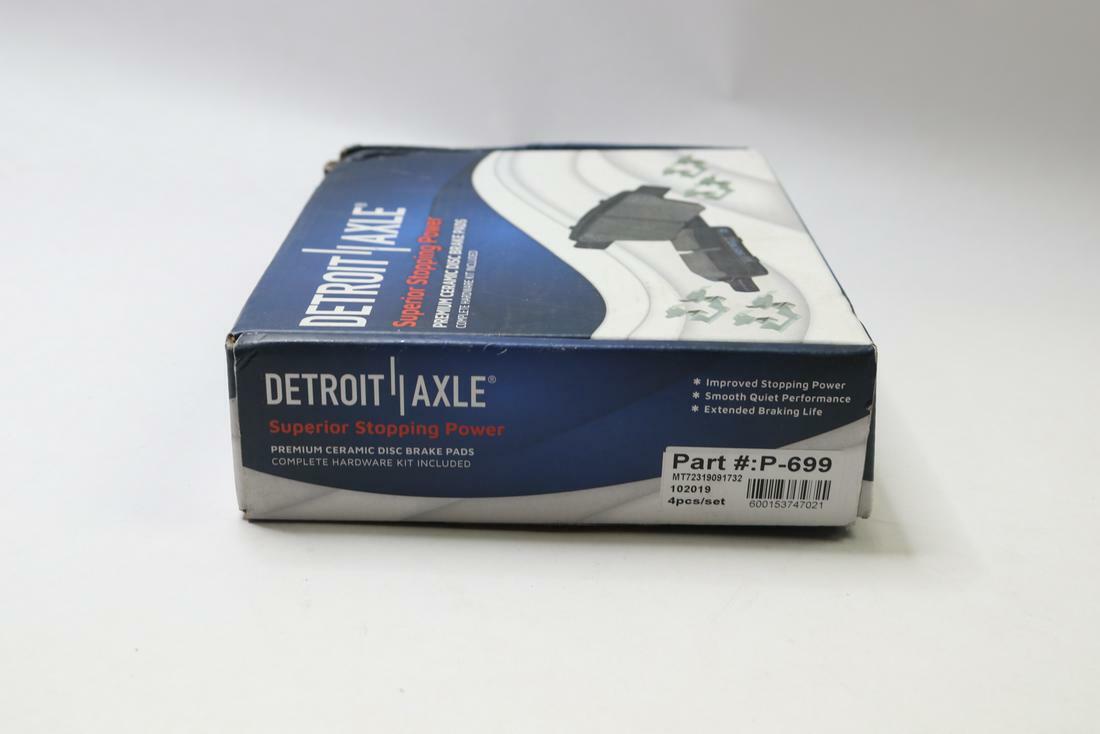 DETROIT AXLE®
Superior Stopping Power
PREMIUM CERAMIC DISC BRAKE PADS
COMPLETE HARDWARE KIT INCLUDED
DETROIT AXLE®
Superior Stopping Power
PREMIUM CERAMIC DISC BRAKE PADS
COMPLETE HARDWARE KIT INCLUDED
* Improved Stopping Power
* Smooth Quiet Performance
* Extended Braking Life
Part #:P-699
MT72319091732
102019
4pcs/set
600153747021